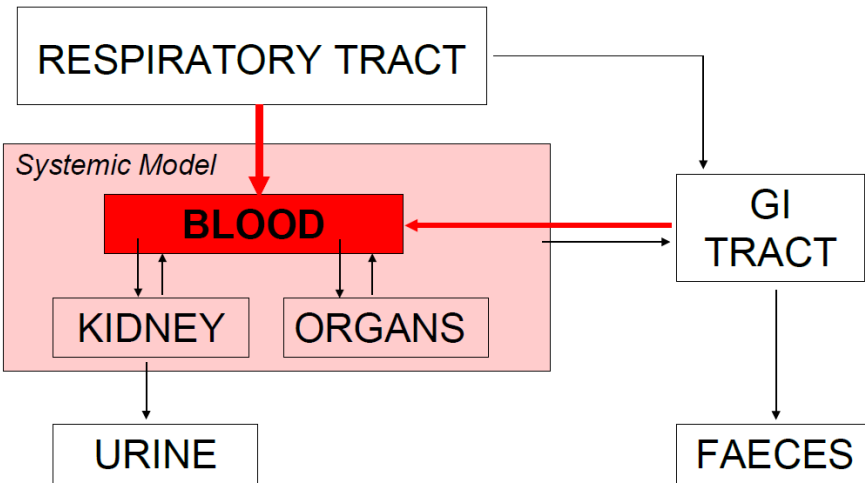 RESPIRATORY TRACT
Systemic Model
BLOOD
GI
TRACT
KIDNEY
ORGANS
URINE
FAECES